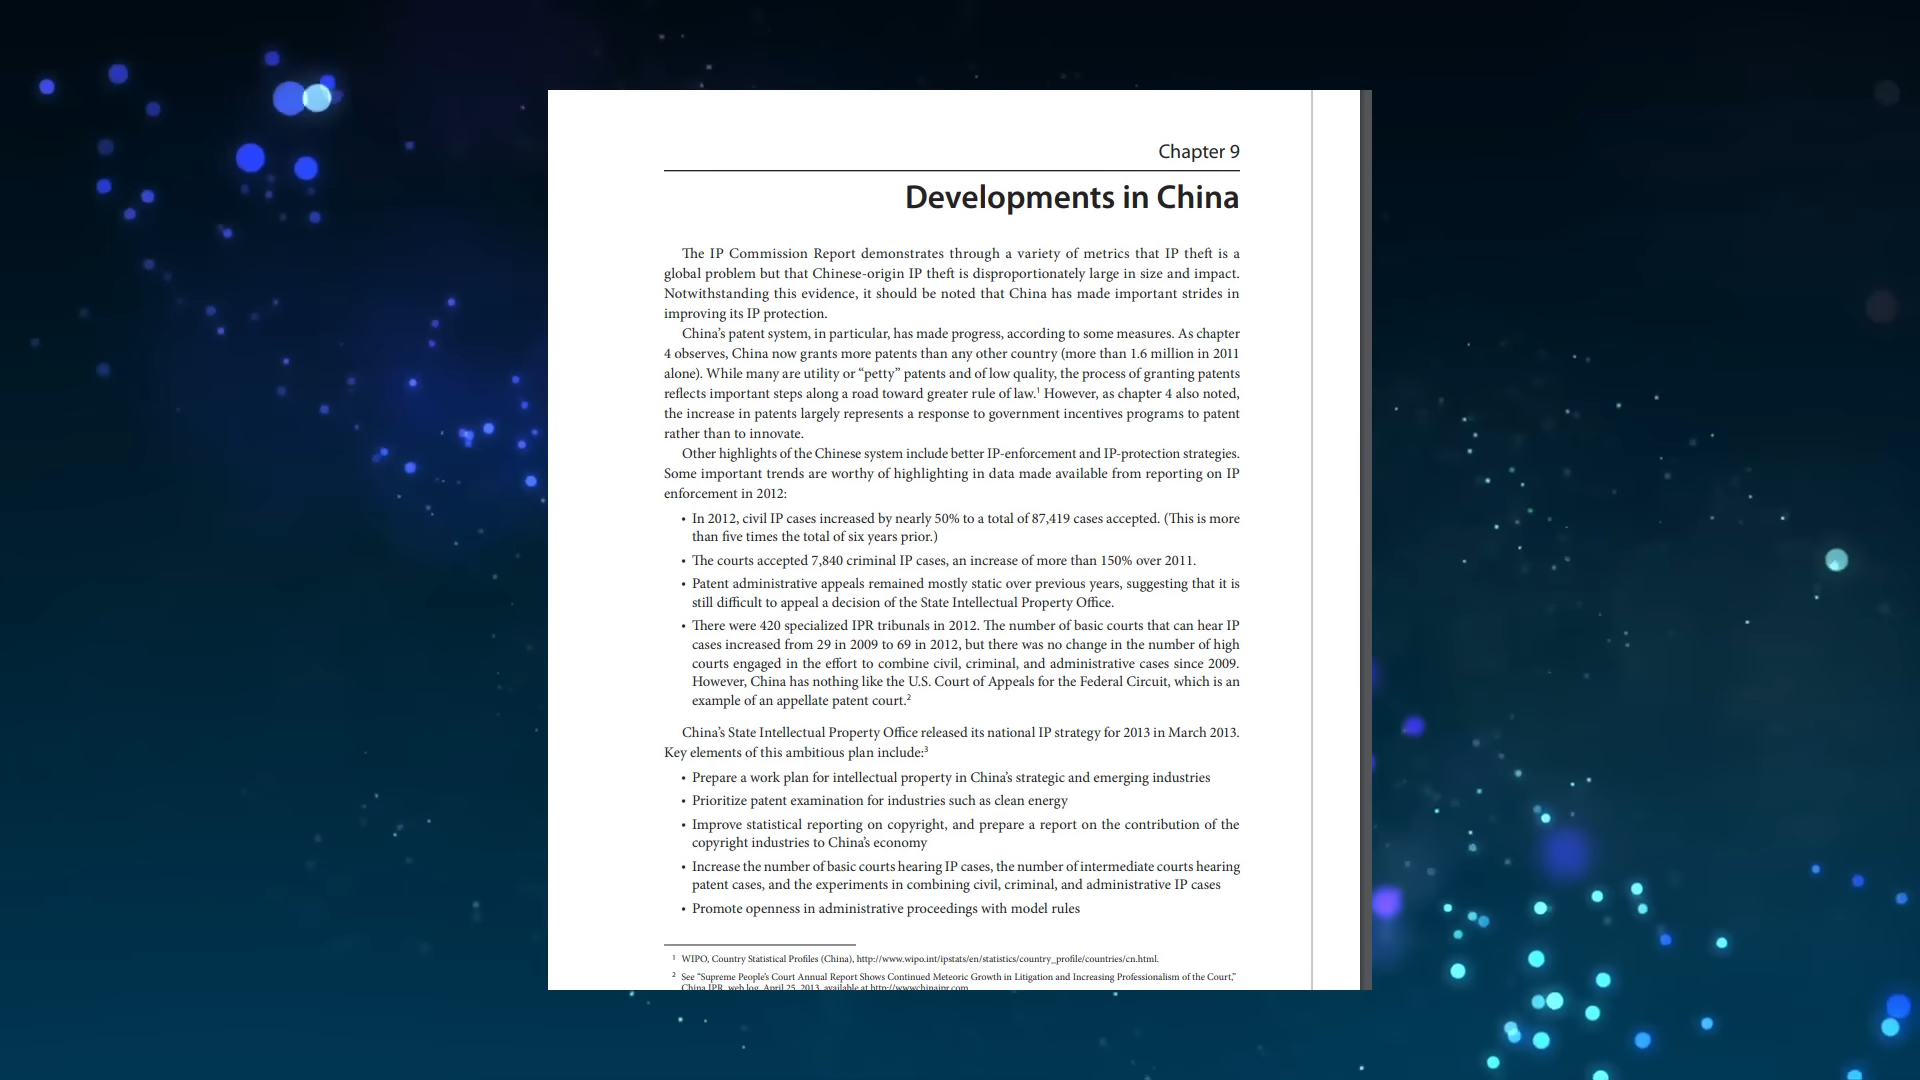 Chapter 9
Developments in China
The IP Commission Report demonstrates through a variety of metrics that IP theft is a
global problem but that Chinese-origin IP theft is disproportionately large in size and impact.
Notwithstanding this evidence, it should be noted that China has made important strides in
improving its IP protection.
China’s patent system, in particular, has made progress, according to some measures. As chapter
4 observes, China now grants more patents than any other country (more than 1.6 million in 2011
alone). While many are utility or “petty” patents and of low quality, the process of granting patents
reflects important steps along a road toward greater rule of law.¹ However, as chapter 4 also noted,
the increase in patents largely represents a response to government incentives programs to patent
rather than to innovate.
Other highlights of the Chinese system include better IP-enforcement and IP-protection strategies.
Some important trends are worthy of highlighting in data made available from reporting on IP
enforcement in 2012:
• In 2012, civil IP cases increased by nearly 50% to a total of 87,419 cases accepted. (This is more
than five times the total of six years prior.)
• The courts accepted 7,840 criminal IP cases, an increase of more than 150% over 2011.
• Patent administrative appeals remained mostly static over previous years, suggesting that it is
still difficult to appeal a decision of the State Intellectual Property Office.
• There were 420 specialized IPR tribunals in 2012. The number of basic courts that can hear IP
cases increased from 29 in 2009 to 69 in 2012, but there was no change in the number of high
courts engaged in the effort to combine civil, criminal, and administrative cases since 2009.
However, China has nothing like the U.S. Court of Appeals for the Federal Circuit, which is an
example of an appellate patent court.²
China’s State Intellectual Property Office released its national IP strategy for 2013 in March 2013.
Key elements of this ambitious plan include:³
• Prepare a work plan for intellectual property in China’s strategic and emerging industries
• Prioritize patent examination for industries such as clean energy
• Improve statistical reporting on copyright, and prepare a report on the contribution of the
copyright industries to China’s economy
• Increase the number of basic courts hearing IP cases, the number of intermediate courts hearing
patent cases, and the experiments in combining civil, criminal, and administrative IP cases
• Promote openness in administrative proceedings with model rules
¹ WIPO, Country Statistical Profiles (China), http://www.wipo.int/ipstats/en/statistics/country_profile/countries/cn.html.
² See “Supreme People’s Court Annual Report Shows Continued Meteoric Growth in Litigation and Increasing Professionalism of the Court,”
China IPR, web log, April 25, 2013, available at http://wwwchinaipr.com